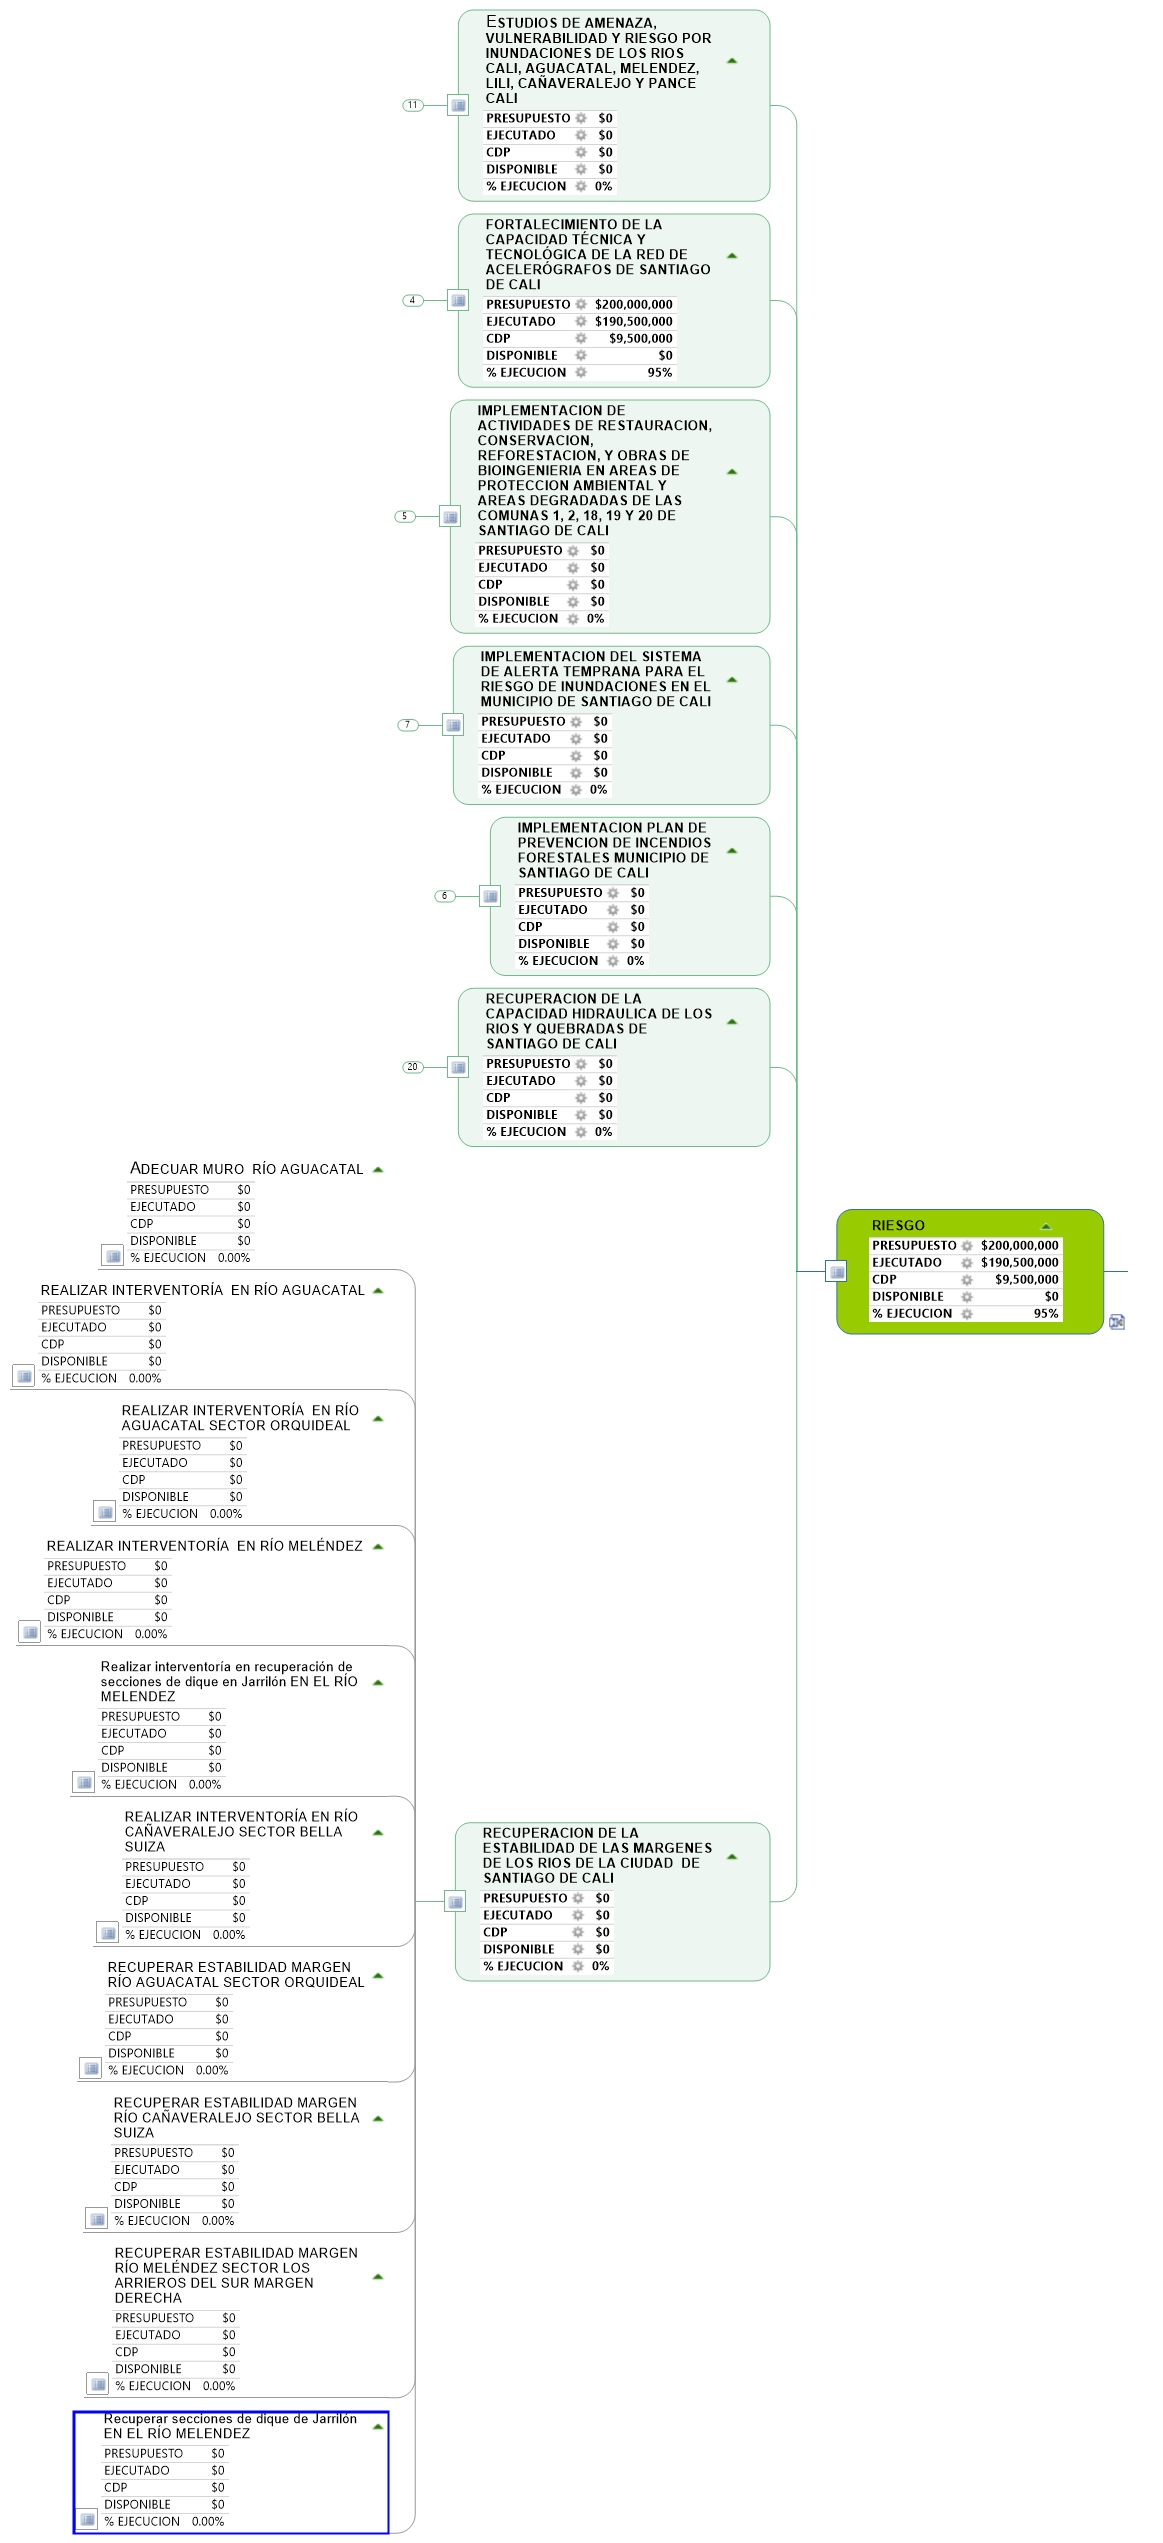 ESTUDIOS DE AMENAZA,
VULNERABILIDAD Y RIESGO POR
INUNDACIONES DE LOS RIOS
CALI, AGUACATAL, MELENDEZ,
LILI, CAÑAVERALEJO Y PANCE
CALI
11
PRESUPUESTO $0
EJECUTADO $0
CDP $0
DISPONIBLE $0
% EJECUCION 0%
FORTALECIMIENTO DE LA
CAPACIDAD TÉCNICA Y
TECNOLÓGICA DE LA RED DE
ACELERÓGRAFOS DE SANTIAGO
DE CALI
4
PRESUPUESTO $200,000,000
EJECUTADO $190,500,000
CDP $9,500,000
DISPONIBLE $0
% EJECUCION 95%
IMPLEMENTACION DE
ACTIVIDADES DE RESTAURACION,
CONSERVACION,
REFORESTACION, Y OBRAS DE
BIOINGENIERIA EN AREAS DE
PROTECCION AMBIENTAL Y
AREAS DEGRADADAS DE LAS
COMUNAS 1, 2, 18, 19 Y 20 DE
SANTIAGO DE CALI
5
PRESUPUESTO $0
EJECUTADO $0
CDP $0
DISPONIBLE $0
% EJECUCION 0%
IMPLEMENTACION DEL SISTEMA
DE ALERTA TEMPRANA PARA EL
RIESGO DE INUNDACIONES EN EL
MUNICIPIO DE SANTIAGO DE CALI
7
PRESUPUESTO $0
EJECUTADO $0
CDP $0
DISPONIBLE $0
% EJECUCION 0%
IMPLEMENTACION PLAN DE
PREVENCION DE INCENDIOS
FORESTALES MUNICIPIO DE
SANTIAGO DE CALI
6
PRESUPUESTO $0
EJECUTADO $0
CDP $0
DISPONIBLE $0
% EJECUCION 0%
RECUPERACION DE LA
CAPACIDAD HIDRAULICA DE LOS
RIOS Y QUEBRADAS DE
SANTIAGO DE CALI
20
PRESUPUESTO $0
EJECUTADO $0
CDP $0
DISPONIBLE $0
% EJECUCION 0%
ADECUAR MURO  RÍO AGUACATAL
PRESUPUESTO $0
EJECUTADO $0
CDP $0
DISPONIBLE $0
% EJECUCION 0.00%
REALIZAR INTERVENTORÍA  EN RÍO AGUACATAL
PRESUPUESTO $0
EJECUTADO $0
CDP $0
DISPONIBLE $0
% EJECUCION 0.00%
REALIZAR INTERVENTORÍA  EN RÍO
AGUACATAL SECTOR ORQUIDEAL
PRESUPUESTO $0
EJECUTADO $0
CDP $0
DISPONIBLE $0
% EJECUCION 0.00%
REALIZAR INTERVENTORÍA  EN RÍO MELÉNDEZ
PRESUPUESTO $0
EJECUTADO $0
CDP $0
DISPONIBLE $0
% EJECUCION 0.00%
Realizar interventoría en recuperación de
secciones de dique en Jarrilón EN EL RÍO
MELENDEZ
PRESUPUESTO $0
EJECUTADO $0
CDP $0
DISPONIBLE $0
% EJECUCION 0.00%
REALIZAR INTERVENTORÍA EN RÍO
CAÑAVERALEJO SECTOR BELLA
SUIZA
PRESUPUESTO $0
EJECUTADO $0
CDP $0
DISPONIBLE $0
% EJECUCION 0.00%
RECUPERAR ESTABILIDAD MARGEN
RÍO AGUACATAL SECTOR ORQUIDEAL
PRESUPUESTO $0
EJECUTADO $0
CDP $0
DISPONIBLE $0
% EJECUCION 0.00%
RECUPERAR ESTABILIDAD MARGEN
RÍO CAÑAVERALEJO SECTOR BELLA
SUIZA
PRESUPUESTO $0
EJECUTADO $0
CDP $0
DISPONIBLE $0
% EJECUCION 0.00%
RECUPERAR ESTABILIDAD MARGEN
RÍO MELÉNDEZ SECTOR LOS
ARRIEROS DEL SUR MARGEN
DERECHA
PRESUPUESTO $0
EJECUTADO $0
CDP $0
DISPONIBLE $0
% EJECUCION 0.00%
Recuperar secciones de dique de Jarrilón
EN EL RÍO MELENDEZ
PRESUPUESTO $0
EJECUTADO $0
CDP $0
DISPONIBLE $0
% EJECUCION 0.00%
RECUPERACION DE LA
ESTABILIDAD DE LAS MARGENES
DE LOS RIOS DE LA CIUDAD  DE
SANTIAGO DE CALI
PRESUPUESTO $0
EJECUTADO $0
CDP $0
DISPONIBLE $0
% EJECUCION 0%
RIESGO
PRESUPUESTO $200,000,000
EJECUTADO $190,500,000
CDP $9,500,000
DISPONIBLE $0
% EJECUCION 95%